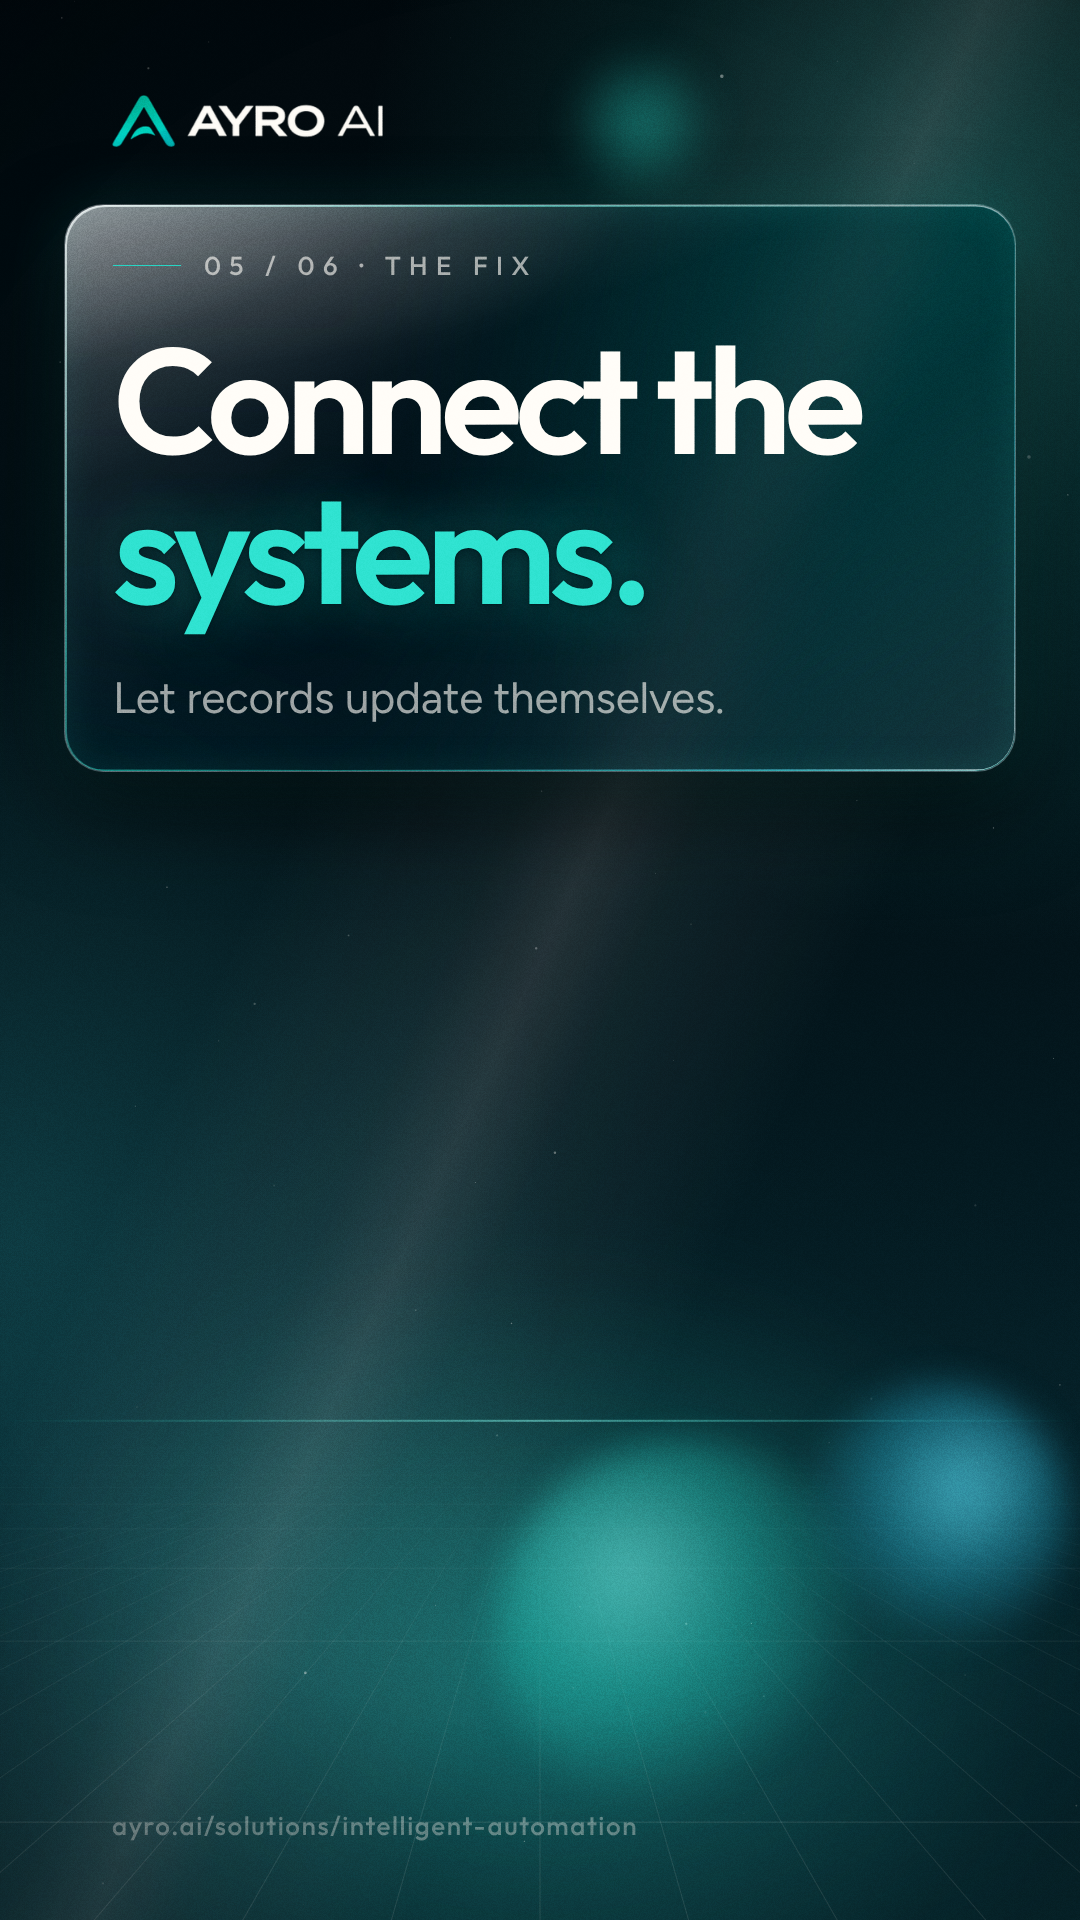 AYRO AI
05 / 06 · THE FIX
Connect the
systems.
Let records update themselves.
ayro.ai/solutions/intelligent-automation